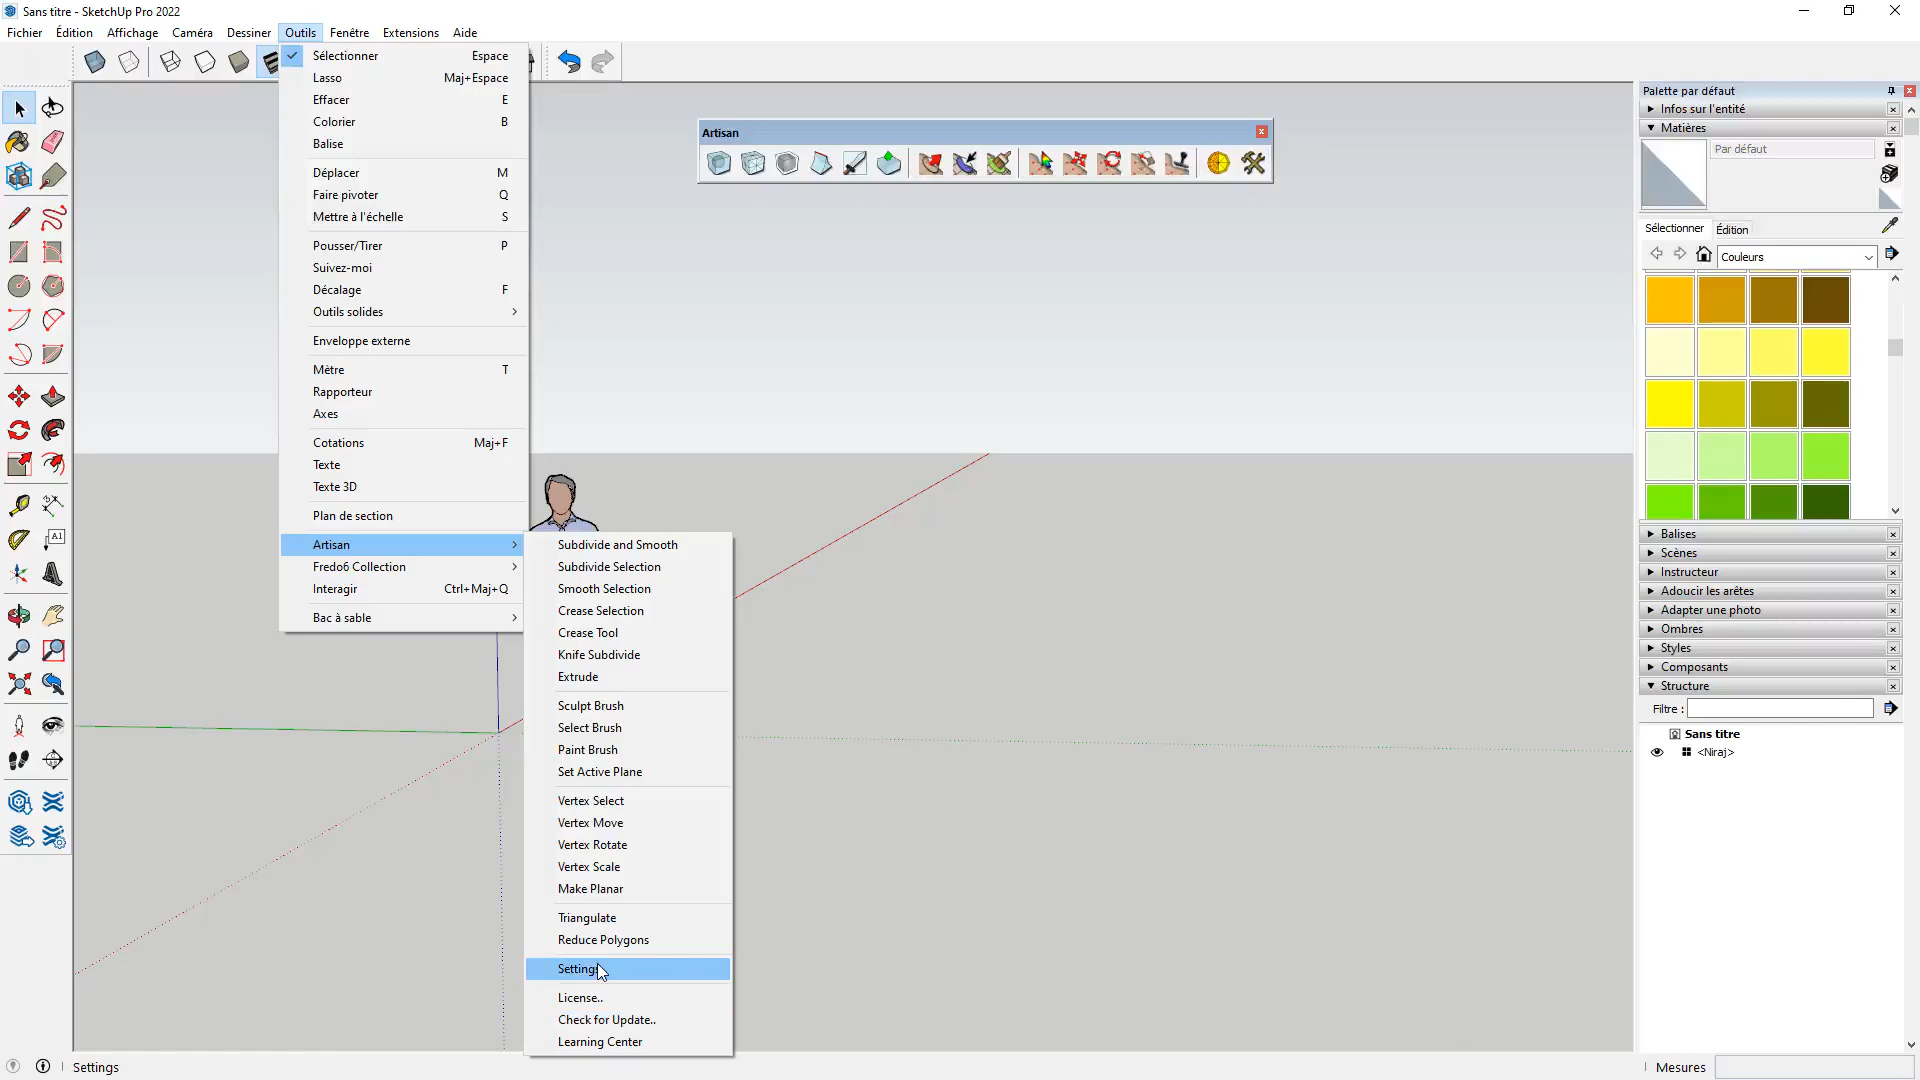 Sans titre - SketchUp Pro 2022
Fichier Édition Affichage Caméra Dessiner Outils Fenêtre Extensions Aide
Sélectionner Espace
Lasso Maj+Espace
Effacer E
Colorier B
Balise
Déplacer M
Faire pivoter Q
Mettre à l'échelle S
Pousser/Tirer P
Suivez-moi
Décalage F
Outils solides
Enveloppe externe
Mètre T
Rapporteur
Axes
Cotations Maj+F
Texte
Texte 3D
Plan de section
Artisan
Fredo6 Collection
Interagir Ctrl+Maj+Q
Bac à sable
Subdivide and Smooth
Subdivide Selection
Smooth Selection
Crease Selection
Crease Tool
Knife Subdivide
Extrude
Sculpt Brush
Select Brush
Paint Brush
Set Active Plane
Vertex Select
Vertex Move
Vertex Rotate
Vertex Scale
Make Planar
Triangulate
Reduce Polygons
Settings
License..
Check for Update..
Learning Center
Artisan
A1
Palette par défaut
Infos sur l'entité
Matières
Par défaut
Sélectionner Édition
Couleurs
Balises
Scènes
Instructeur
Adoucir les arêtes
Adapter une photo
Ombres
Styles
Composants
Structure
Filtre :
Sans titre
<Niraj>
Settings
Mesures